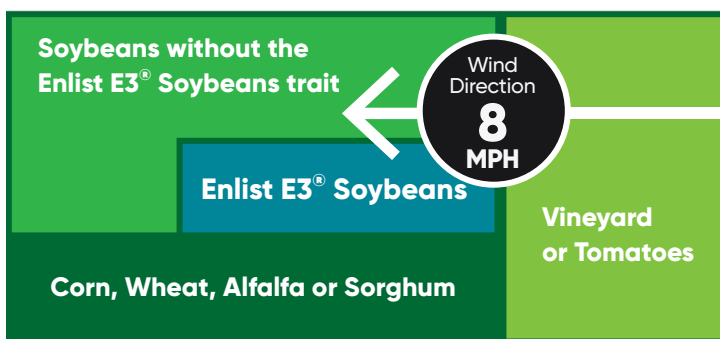 Soybeans without the
Enlist E3® Soybeans trait
Wind
Direction
8
MPH
Enlist E3® Soybeans
Vineyard
or Tomatoes
Corn, Wheat, Alfalfa or Sorghum